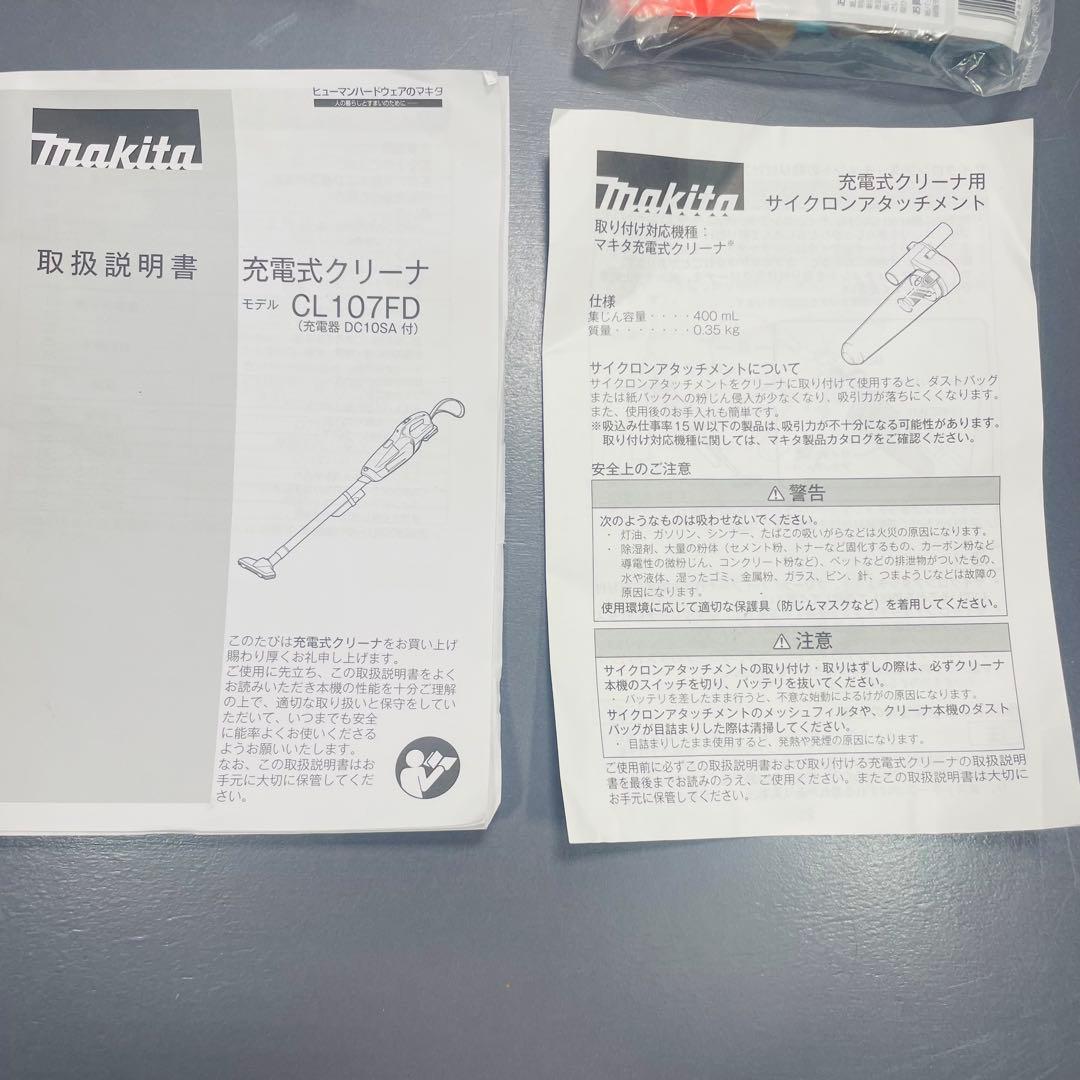 ヒューマンハードウェアのマキタ
人の暮らしとすまいのために
makita
取扱説明書
充電式クリーナ
モデル CL107FD
(充電器 DC10SA 付)
このたびは充電式クリーナをお買い上げ
賜わり厚くお礼申し上げます。
ご使用に先立ち、この取扱説明書をよく
お読みいただき本機の性能を十分ご理解
の上で、適切な取り扱いと保守をしてい
ただいて、いつまでも安全
に能率よくお使いくださる
ようお願いいたします。
なお、この取扱説明書はお
手元に大切に保管してくだ
さい。
makita
充電式クリーナ用
サイクロンアタッチメント
取り付け対応機種:
マキタ充電式クリーナ※
仕様
集じん容量・・・・400 mL
質量・・・・・・・0.35 kg
サイクロンアタッチメントについて
サイクロンアタッチメントをクリーナに取り付けて使用すると、ダストバッグ
または紙パックへの粉じん侵入が少なくなり、吸引力が落ちにくくなります。
また、使用後のお手入れも簡単です。
※吸込み仕事率15 W以下の製品は、吸引力が不十分になる可能性があります。
取り付け対応機種に関しては、マキタ製品カタログをご確認ください。
安全上のご注意
⚠警告
次のようなものは吸わせないでください。
・ 灯油、ガソリン、シンナー、たばこの吸いがらなどは火災の原因になります。
・ 除湿剤、大量の粉体(セメント粉、トナーなど固化するもの、カーボン粉など
導電性の微粉じん、コンクリート粉など)、ペットなどの排泄物がついたもの、
水や液体、湿ったゴミ、金属粉、ガラス、ピン、針、つまようじなどは故障の
原因になります。
使用環境に応じて適切な保護具(防じんマスクなど)を着用してください。
⚠注意
サイクロンアタッチメントの取り付け・取りはずしの際は、必ずクリーナ
本機のスイッチを切り、バッテリを抜いてください。
・ バッテリを差したまま行うと、不意な始動によるけがの原因になります。
サイクロンアタッチメントのメッシュフィルタや、クリーナ本機のダスト
バッグが目詰まりした際は清掃してください。
・ 目詰まりしたまま使用すると、発熱や発煙の原因になります。
ご使用前に必ずこの取扱説明書および取り付ける充電式クリーナの取扱説明
書を最後までお読みのうえ、ご使用ください。またこの取扱説明書は大切に
お手元に保管してください。